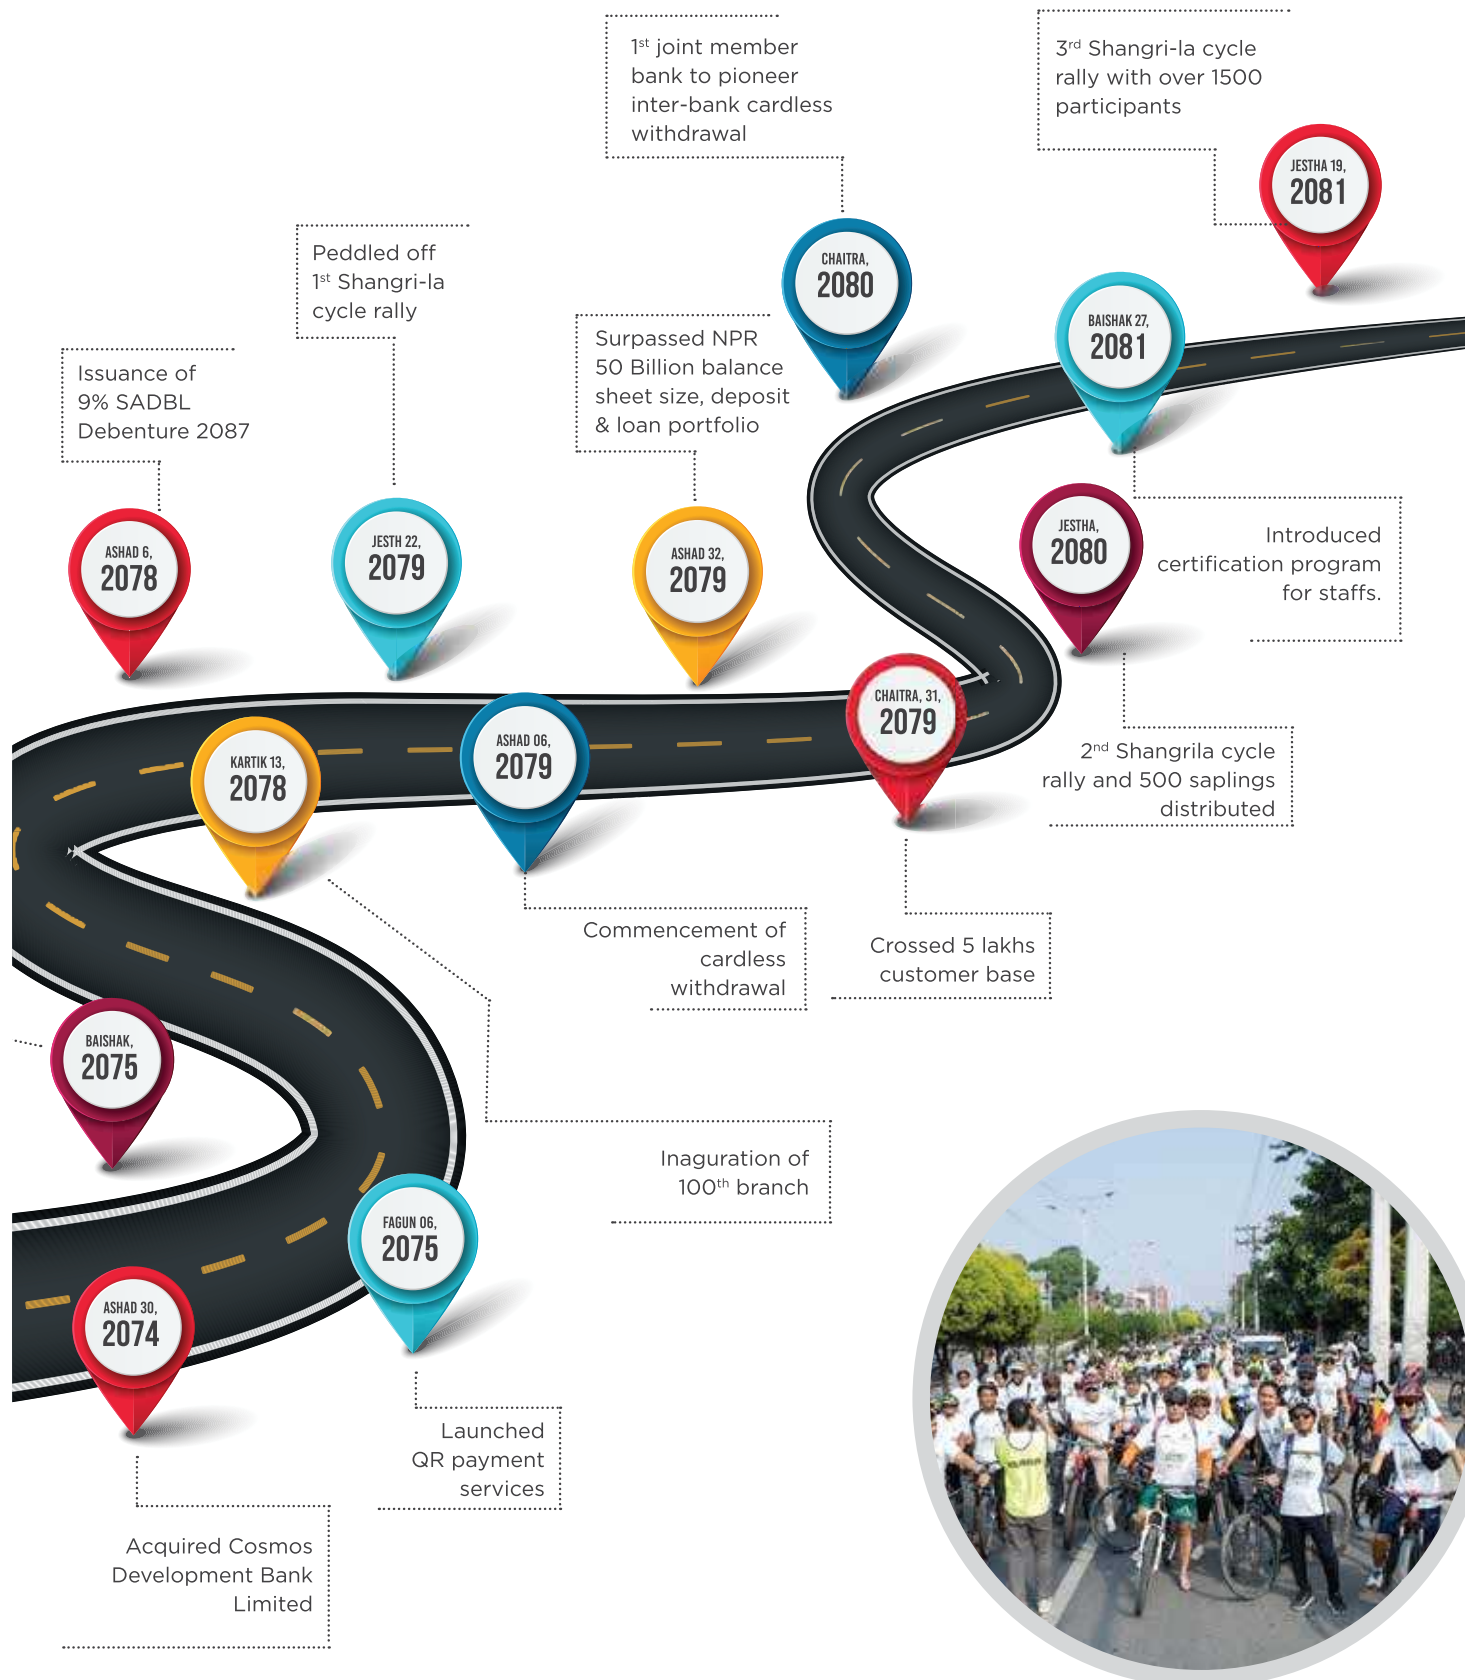 1st joint member
bank to pioneer
inter-bank cardless
withdrawal
CHAITRA,
2080
3rd Shangri-la cycle
rally with over 1500
participants
JESTHA 19,
2081
Peddled off
1st Shangri-la
cycle rally
JESTH 22,
2079
Surpassed NPR
50 Billion balance
sheet size, deposit
& loan portfolio
ASHAD 32,
2079
BAISHAK 27,
2081
Introduced
certification program
for staffs.
Issuance of
9% SADBL
Debenture 2087
ASHAD 6,
2078
JESTHA,
2080
2nd Shangrila cycle
rally and 500 saplings
distributed
KARTIK 13,
2078
Inaguration of
100th branch
ASHAD 06,
2079
Commencement of
cardless
withdrawal
CHAITRA, 31,
2079
Crossed 5 lakhs
customer base
BAISHAK,
2075
FAGUN 06,
2075
Launched
QR payment
services
ASHAD 30,
2074
Acquired Cosmos
Development Bank
Limited